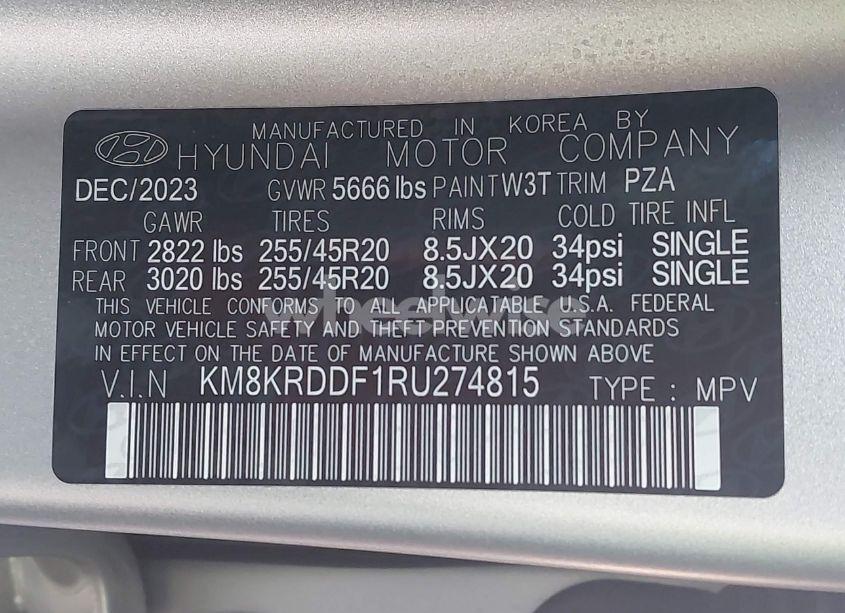 MANUFACTURED IN KOREA BY
HYUNDAI MOTOR COMPANY
DEC/2023 GVWR 5666 lbs PAINT W3T TRIM PZA
GAWR TIRES RIMS COLD TIRE INFL
FRONT 2822 lbs 255/45R20 8.5JX20 34psi SINGLE
REAR 3020 lbs 255/45R20 8.5JX20 34psi SINGLE
THIS VEHICLE CONFORMS TO ALL APPLICATABLE U.S.A. FEDERAL
MOTOR VEHICLE SAFETY AND THEFT PREVENTION STANDARDS
IN EFFECT ON THE DATE OF MANUFACTURE SHOWN ABOVE
V.I.N KM8KRDDF1RU274815 TYPE : MPV
wheelwire